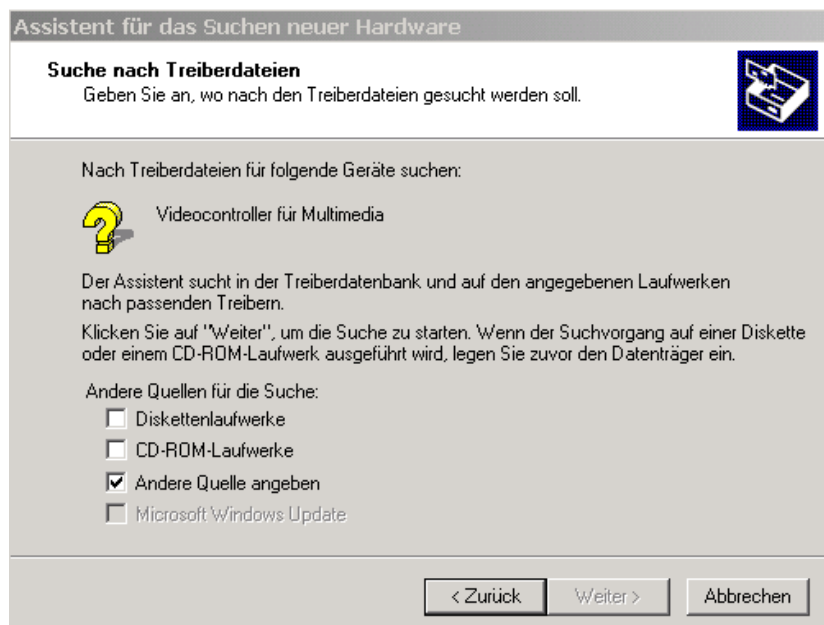 Assistent für das Suchen neuer Hardware
Suche nach Treiberdateien
Geben Sie an, wo nach den Treiberdateien gesucht werden soll.
Nach Treiberdateien für folgende Geräte suchen:
Videocontroller für Multimedia
Der Assistent sucht in der Treiberdatenbank und auf den angegebenen Laufwerken
nach passenden Treibern.
Klicken Sie auf "Weiter", um die Suche zu starten. Wenn der Suchvorgang auf einer Diskette
oder einem CD-ROM-Laufwerk ausgeführt wird, legen Sie zuvor den Datenträger ein.
Andere Quellen für die Suche:
Diskettenlaufwerke
CD-ROM-Laufwerke
Andere Quelle angeben
Microsoft Windows Update
< Zurück Weiter > Abbrechen